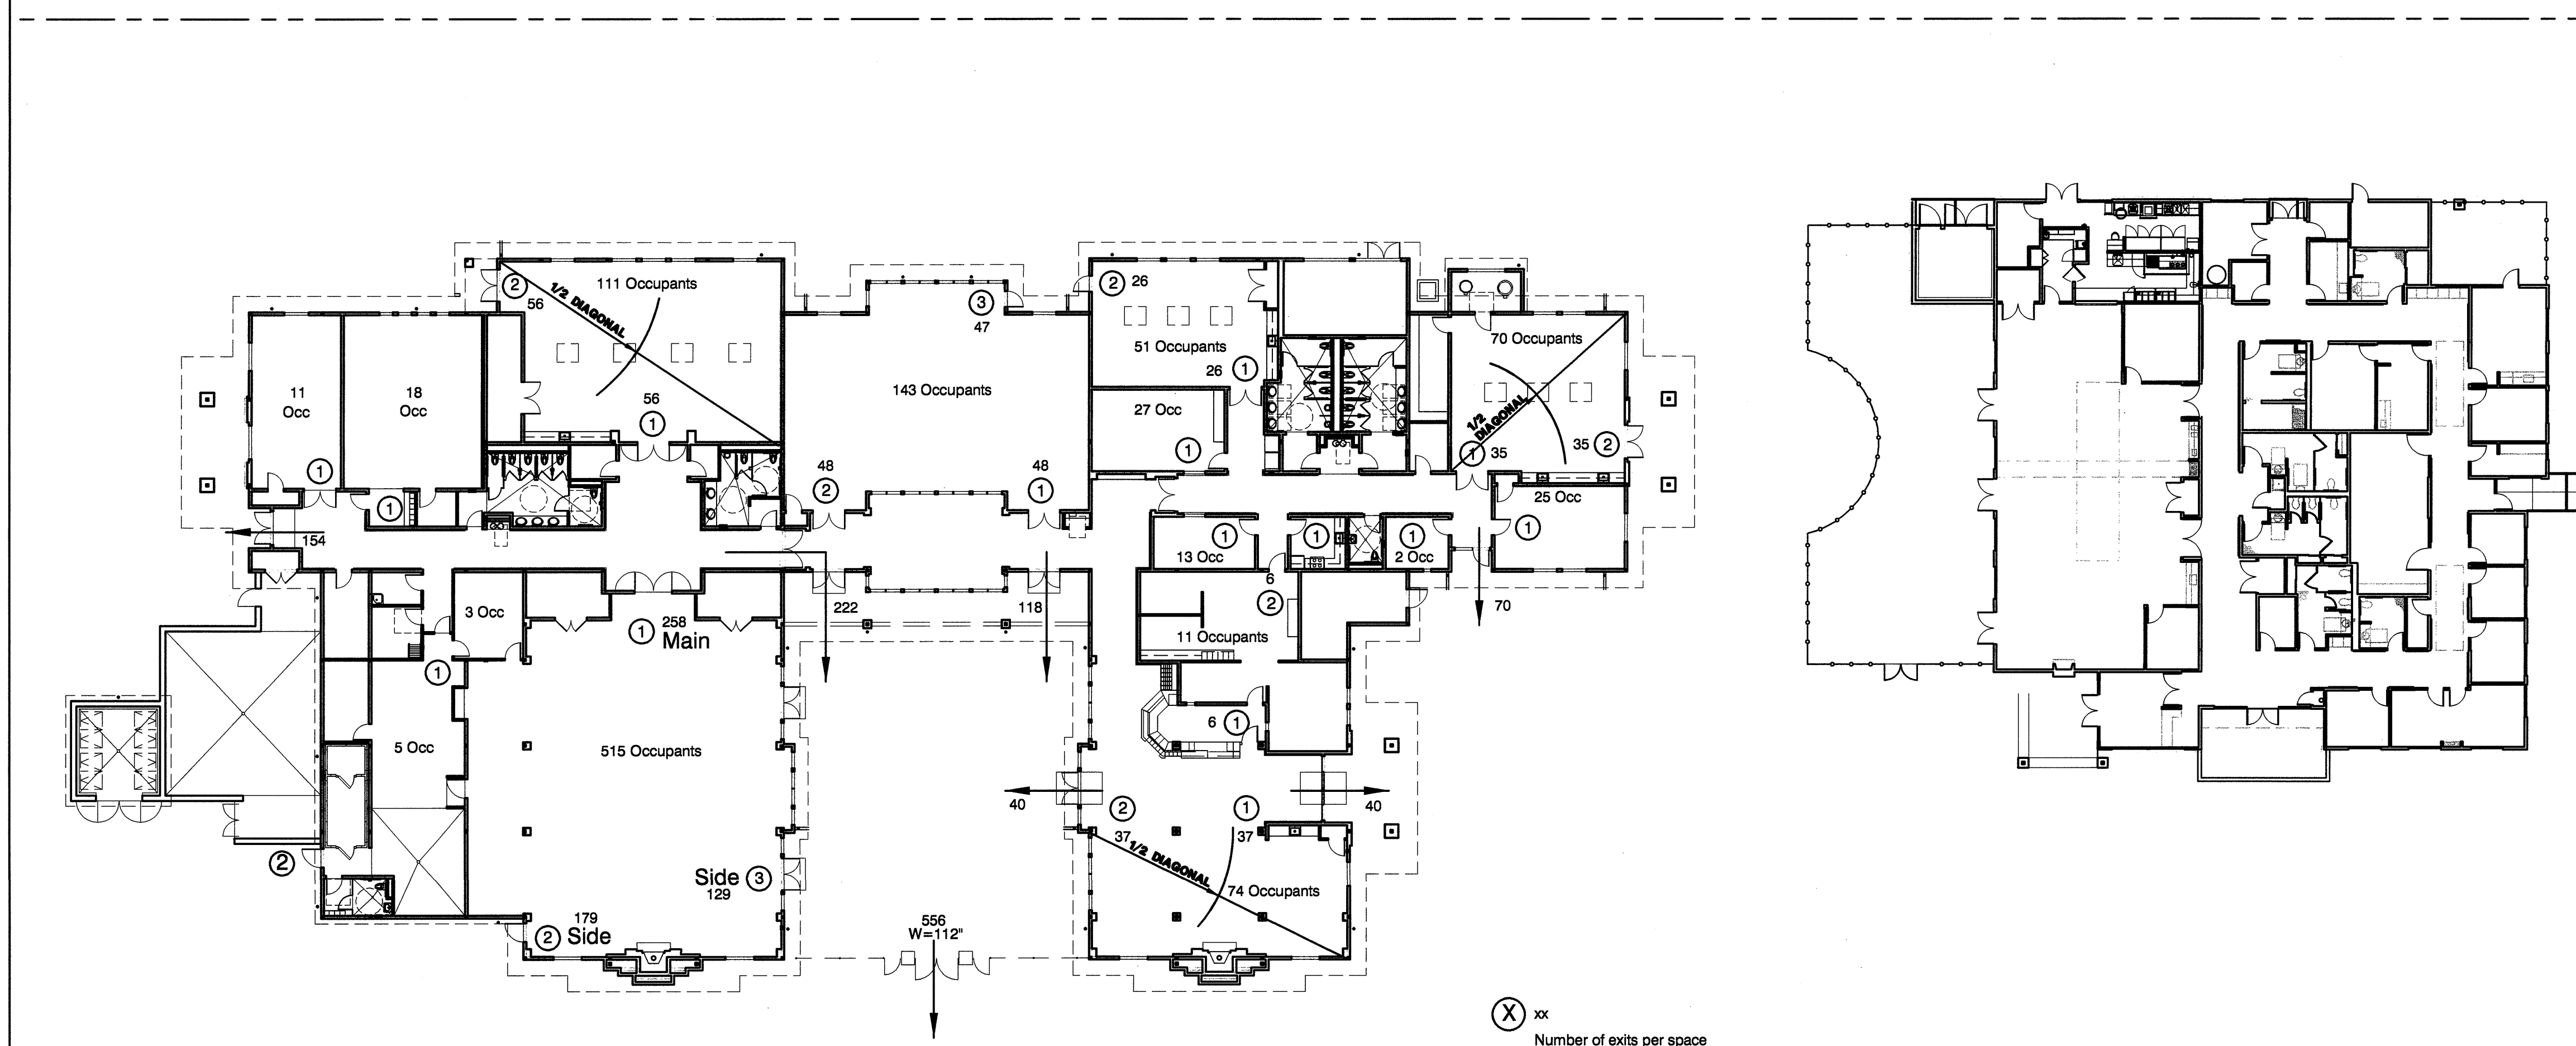 2
111 Occupants
56
1/2 DIAGONAL
11
Occ
18
Occ
56
1
1
1
154
3
47
143 Occupants
48
2
48
1
2
26
51 Occupants
26
1
27 Occ
1
70 Occupants
1/2
DIAGONAL
1
35
35
2
25 Occ
1
13 Occ
1
1
1
2 Occ
6
2
11 Occupants
70
3 Occ
1
258
Main
222
118
1
5 Occ
515 Occupants
6
1
40
2
1
40
37
37
1/2 DIAGONAL
74 Occupants
2
Side
3
129
179
2
Side
556
W=112"
X
xx
Number of exits per space